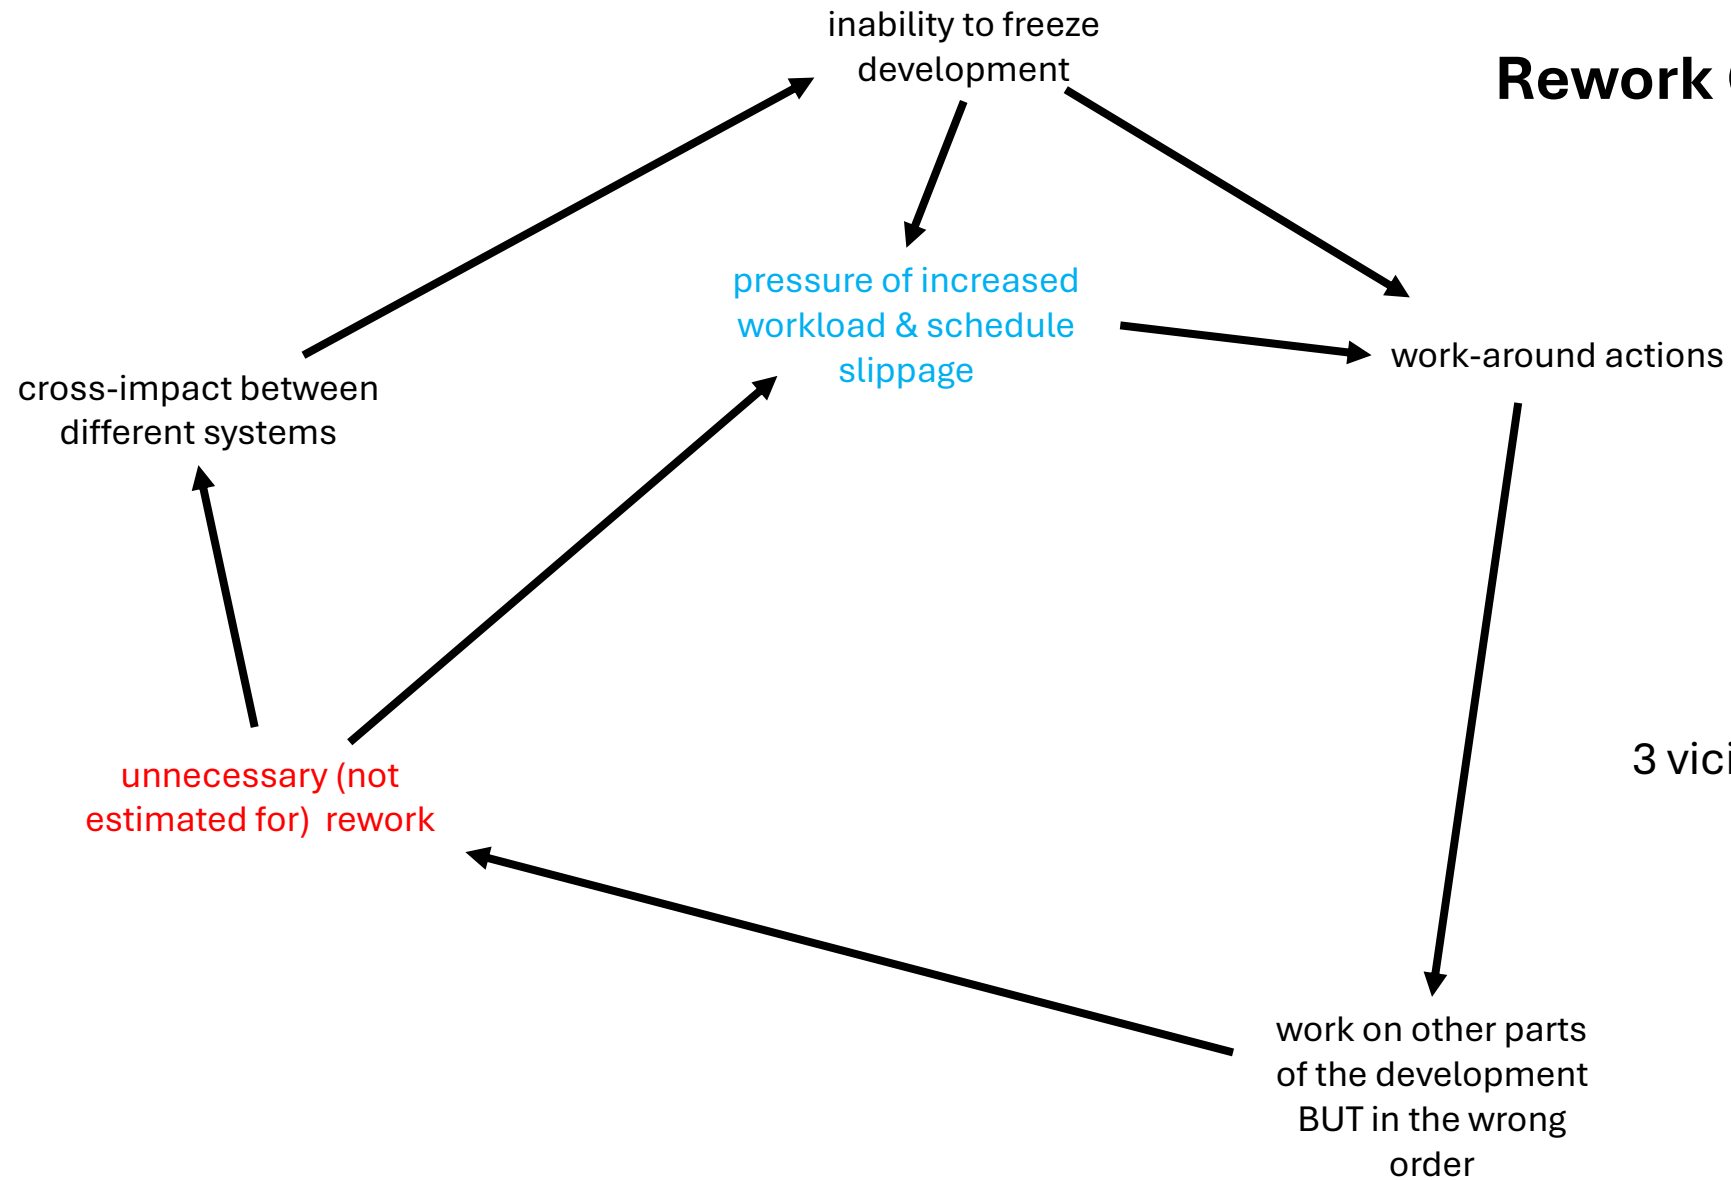 inability to freeze
development
Rework
pressure of increased
workload & schedule
slippage
work-around actions
cross-impact between
different systems
unnecessary (not
estimated for)  rework
3
work on other parts
of the development
BUT in the wrong
order